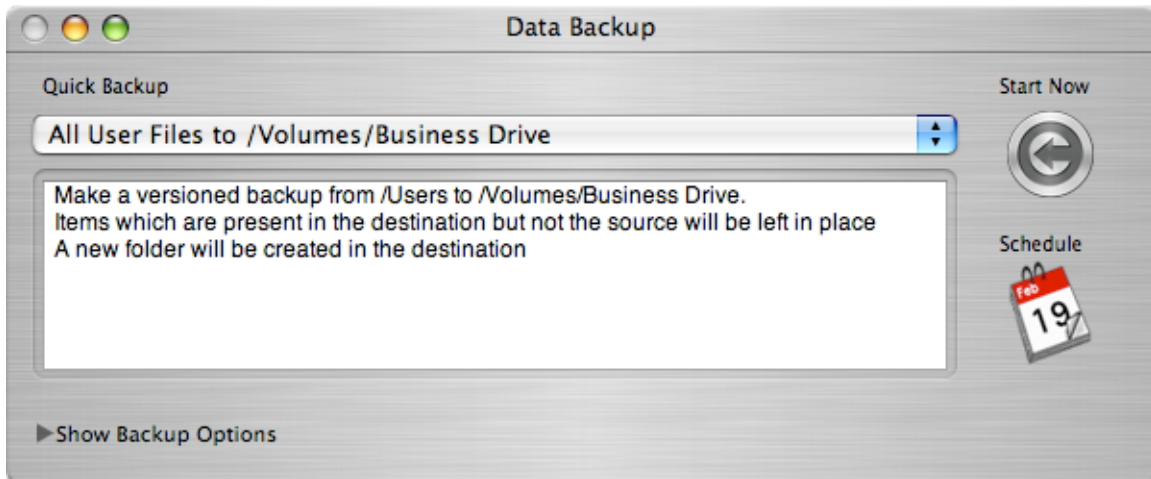 Data Backup
Quick Backup
Start Now
All User Files to /Volumes/Business Drive
Make a versioned backup from /Users to /Volumes/Business Drive.
Items which are present in the destination but not the source will be left in place
A new folder will be created in the destination
Schedule
Feb
19
Show Backup Options